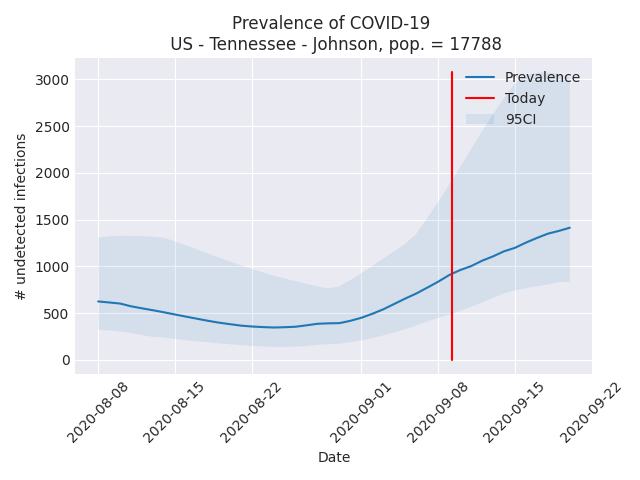 Prevalence of COVID-19
US - Tennessee - Johnson, pop. = 17788
# undetected infections
3000
2500
2000
1500
1000
500
0
Prevalence
Today
95CI
2020-08-08
2020-08-15
2020-08-22
2020-09-01
2020-09-08
2020-09-15
2020-09-22
Date